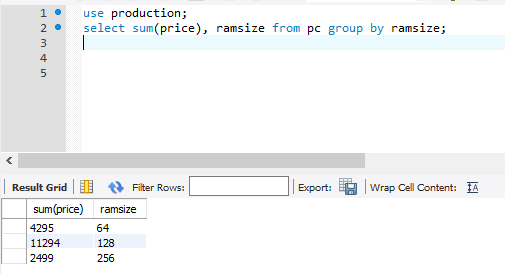 1 use production;
2 select sum(price), ramsize from pc group by ramsize;
3
4
5
Result Grid Filter Rows: Export: Wrap Cell Content:
sum(price) ramsize
4295 64
11294 128
2499 256